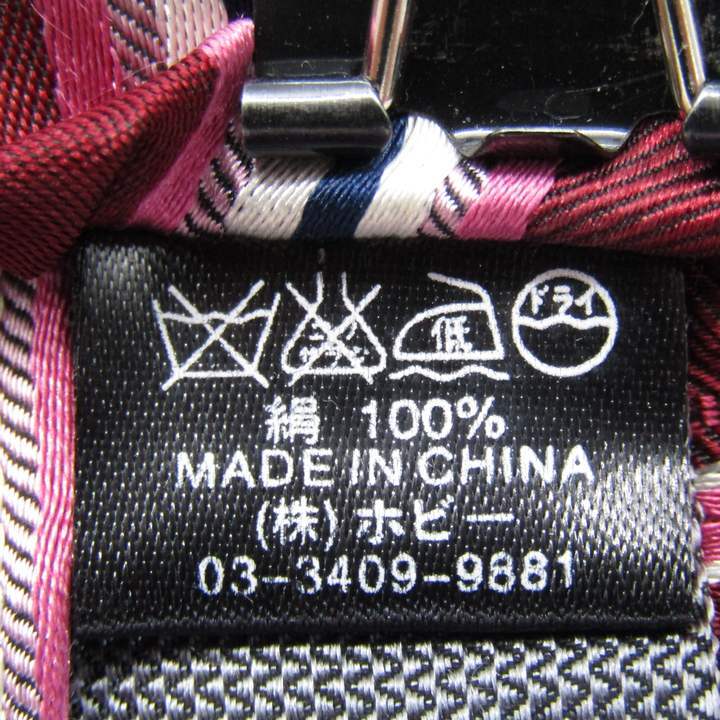 低 ドライ
絹 100%
MADE IN CHINA
(株) ホビー
03-3409-9881